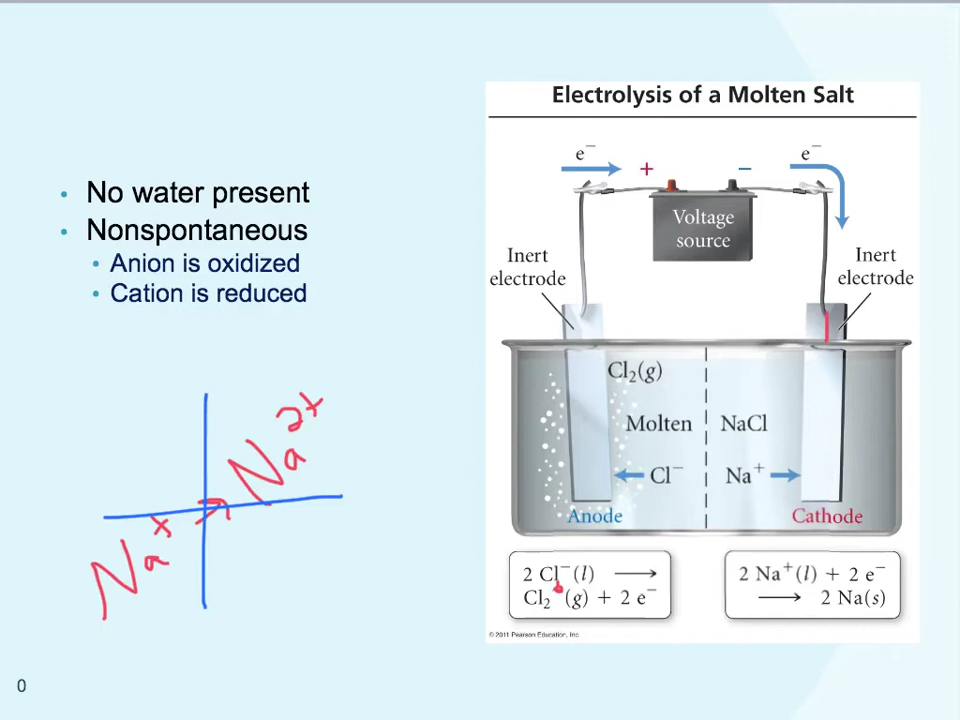 Electrolysis of a Molten Salt
e⁻
+
−
e⁻
Voltage
source
• No water present
• Nonspontaneous
• Anion is oxidized
• Cation is reduced
Inert
electrode
Inert
electrode
Cl₂(g)
Molten NaCl
Cl⁻ Na⁺
Anode
Cathode
Na⁺ → Na²⁺
2 Cl⁻(l) ⟶
Cl₂ (g) + 2 e⁻
2 Na⁺(l) + 2 e⁻
⟶ 2 Na(s)
© 2011 Pearson Education, Inc
0